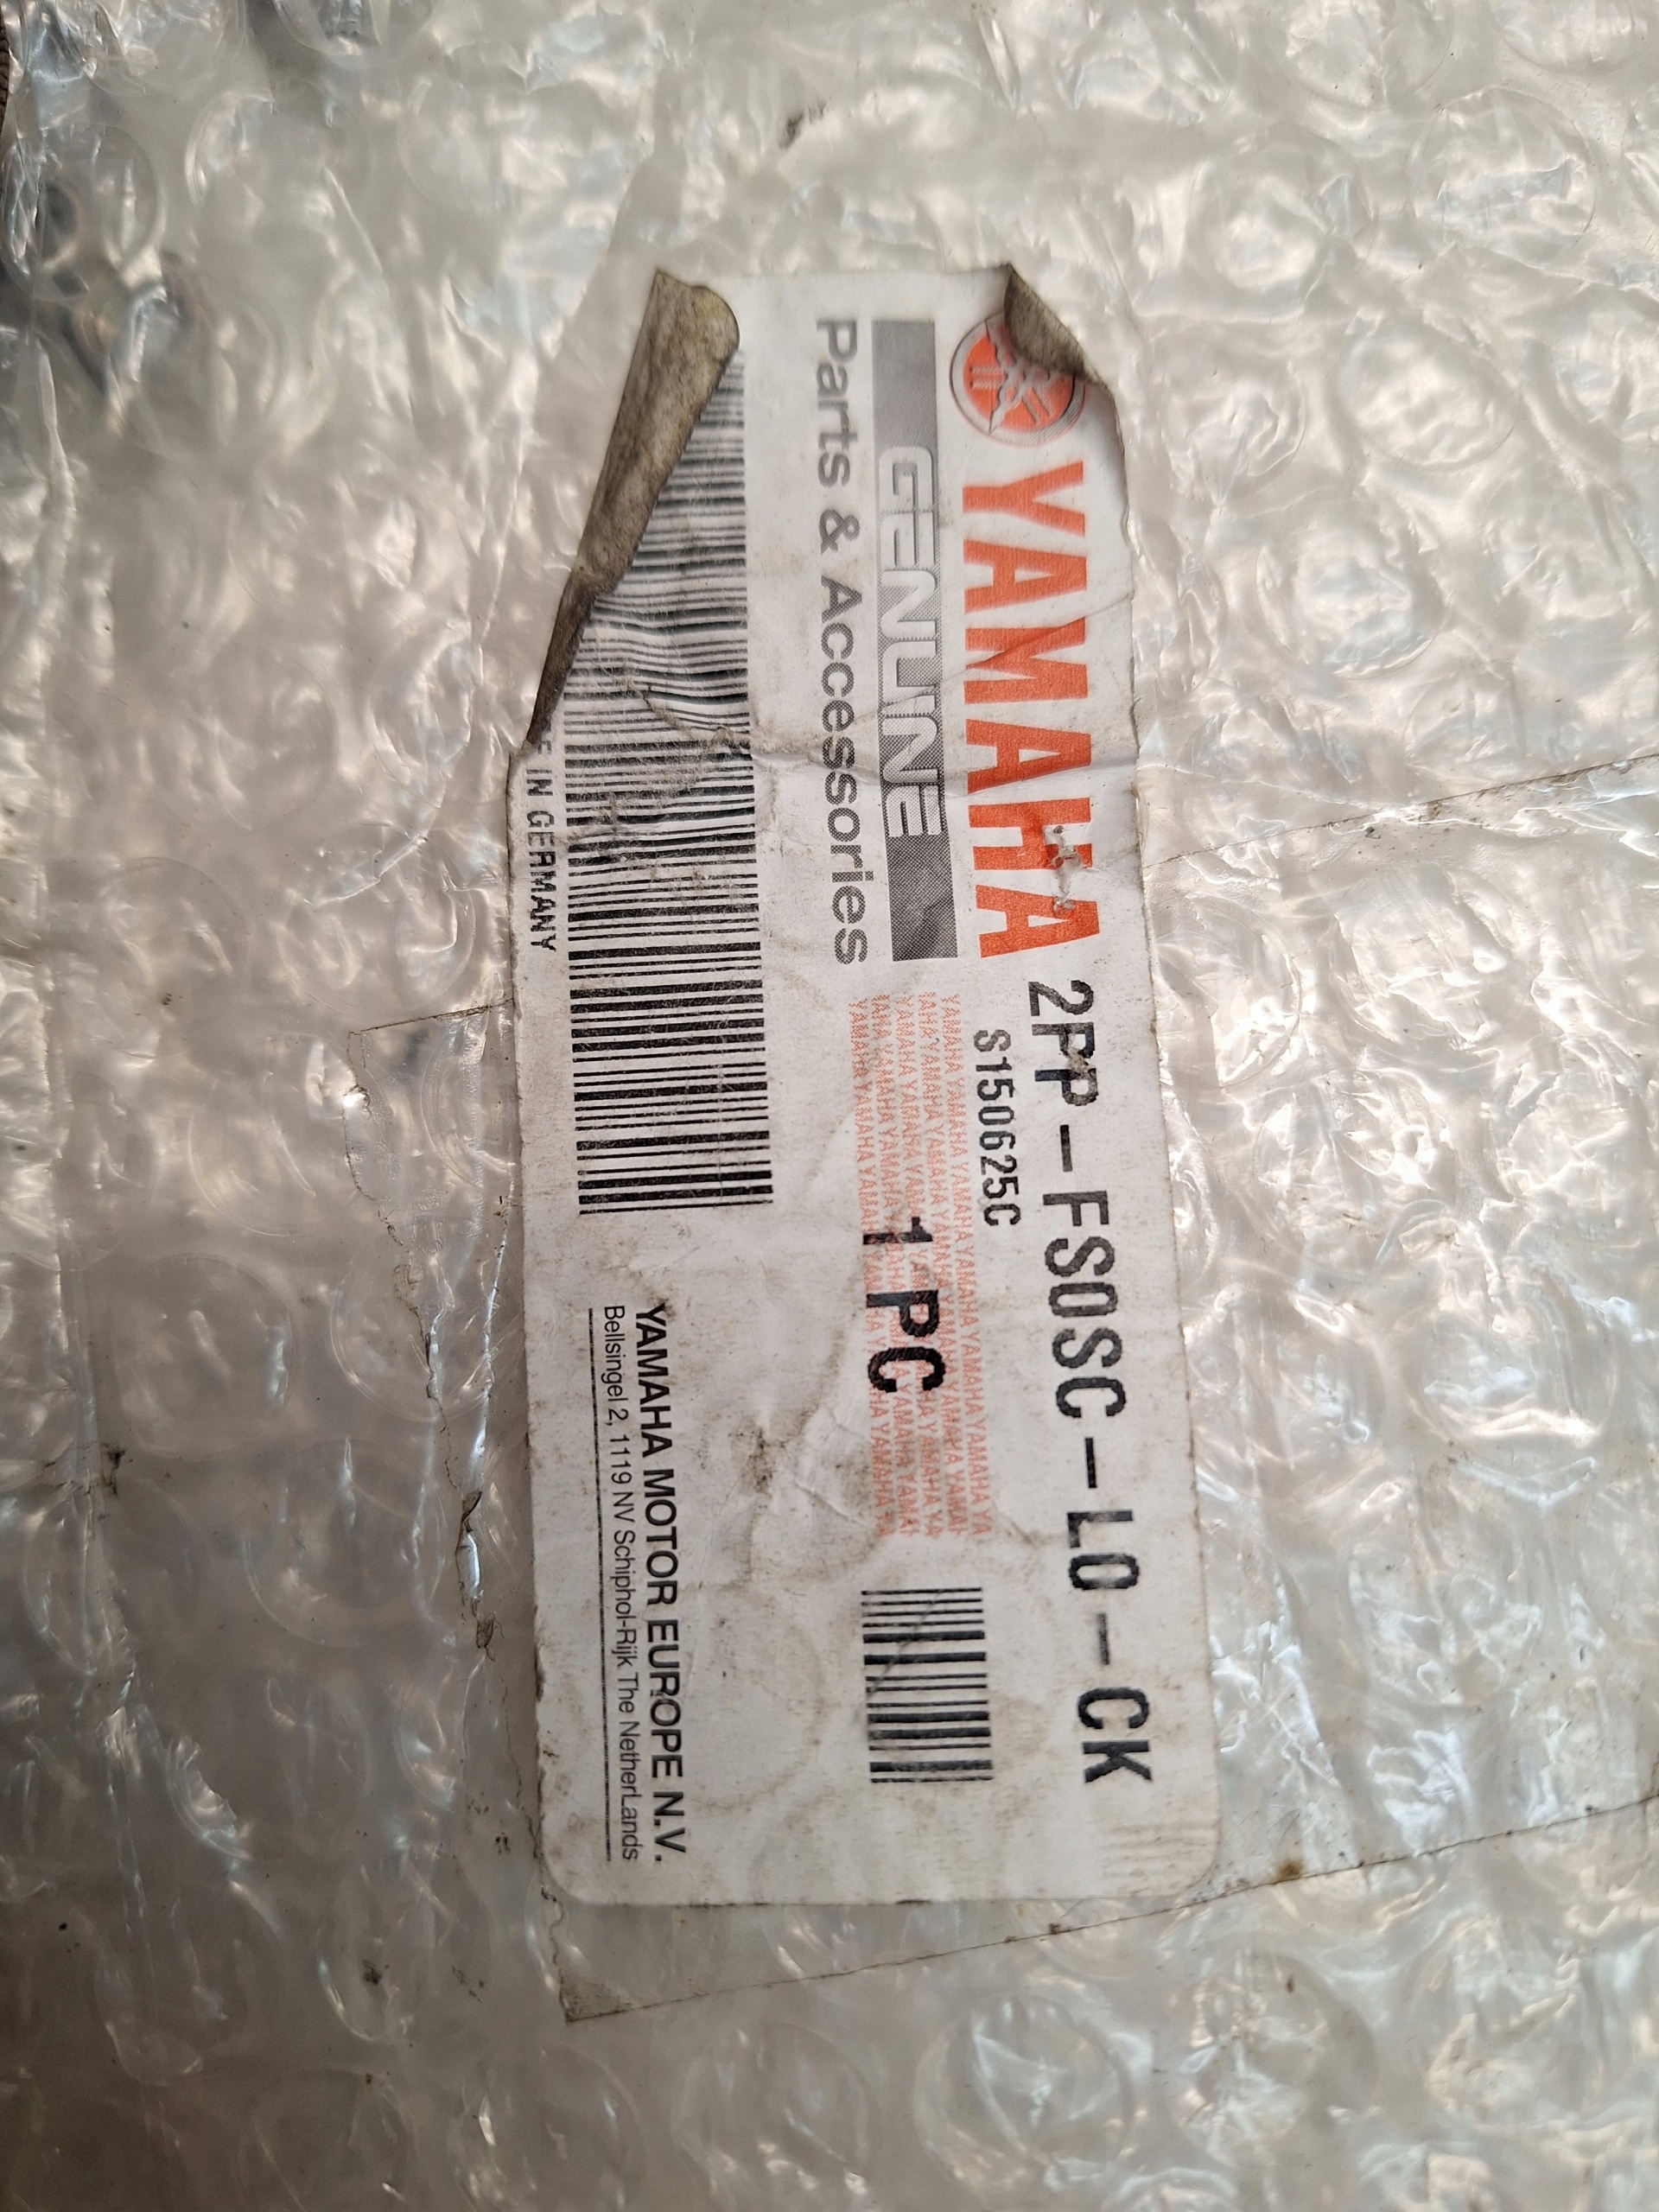 YAMAHA
GENUINE
Parts & Accessories
2PP-FS0SC-L0-CK
S150625C
1 PC
IN GERMANY
YAMAHA MOTOR EUROPE N.V.
Bellsingel 2, 1119 NV Schiphol-Rijk The NetherLands